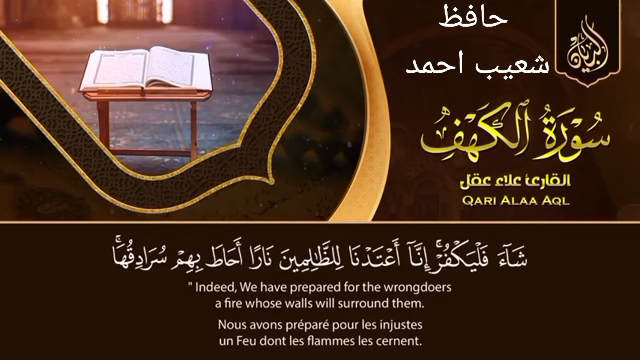 حافظ
شعيب احمد
البريان
سُورَةُ الكَهْفِ
القارئ علاء عقل
QARI ALAA AQL
شَآءَ فَلْيَكْفُرْ ۚ إِنَّآ أَعْتَدْنَا لِلظَّٰلِمِينَ نَارًا أَحَاطَ بِهِمْ سُرَادِقُهَا ۚ
" Indeed, We have prepared for the wrongdoers
a fire whose walls will surround them.
Nous avons préparé pour les injustes
un Feu dont les flammes les cernent.